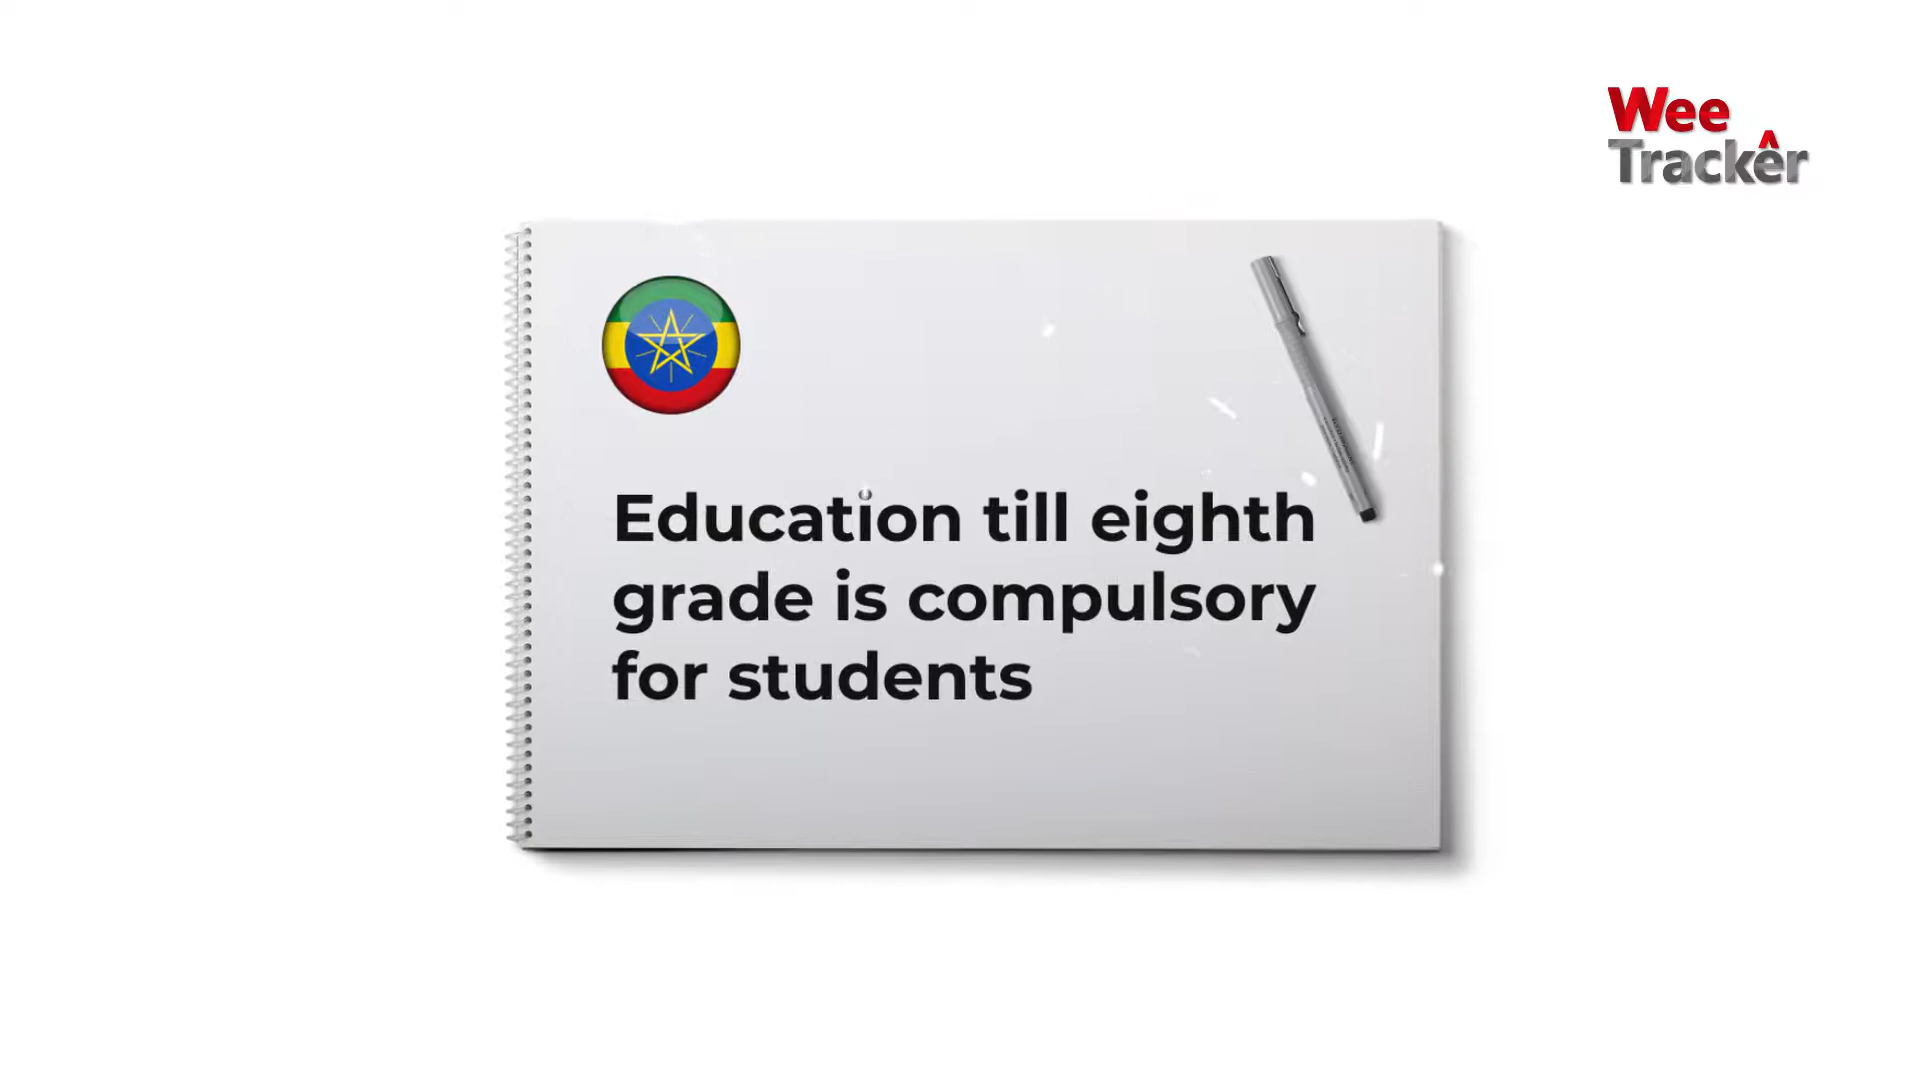 Wee
Tracker
Education till eighth
grade is compulsory
for students